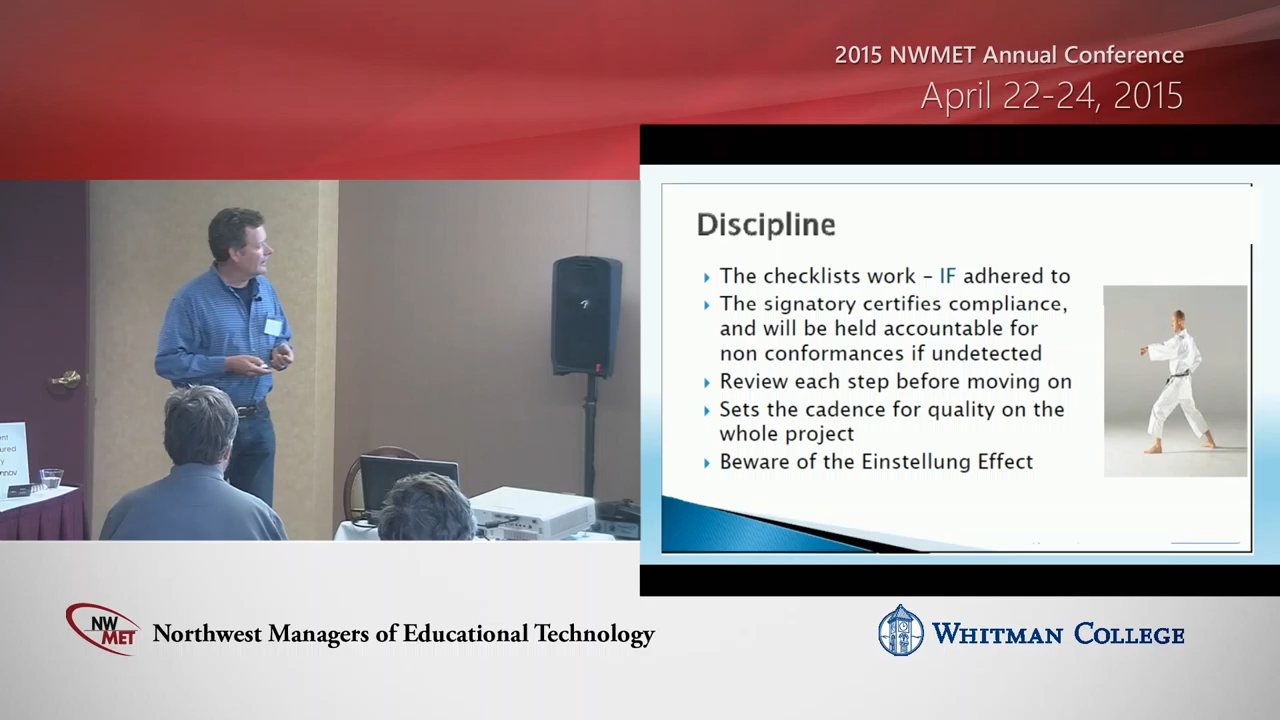 2015 NWMET Annual Conference
April 22-24, 2015
Discipline
The checklists work – IF adhered to
The signatory certifies compliance,
and will be held accountable for
non conformances if undetected
Review each step before moving on
Sets the cadence for quality on the
whole project
Beware of the Einstellung Effect
NW
MET
Northwest Managers of Educational Technology
WHITMAN COLLEGE